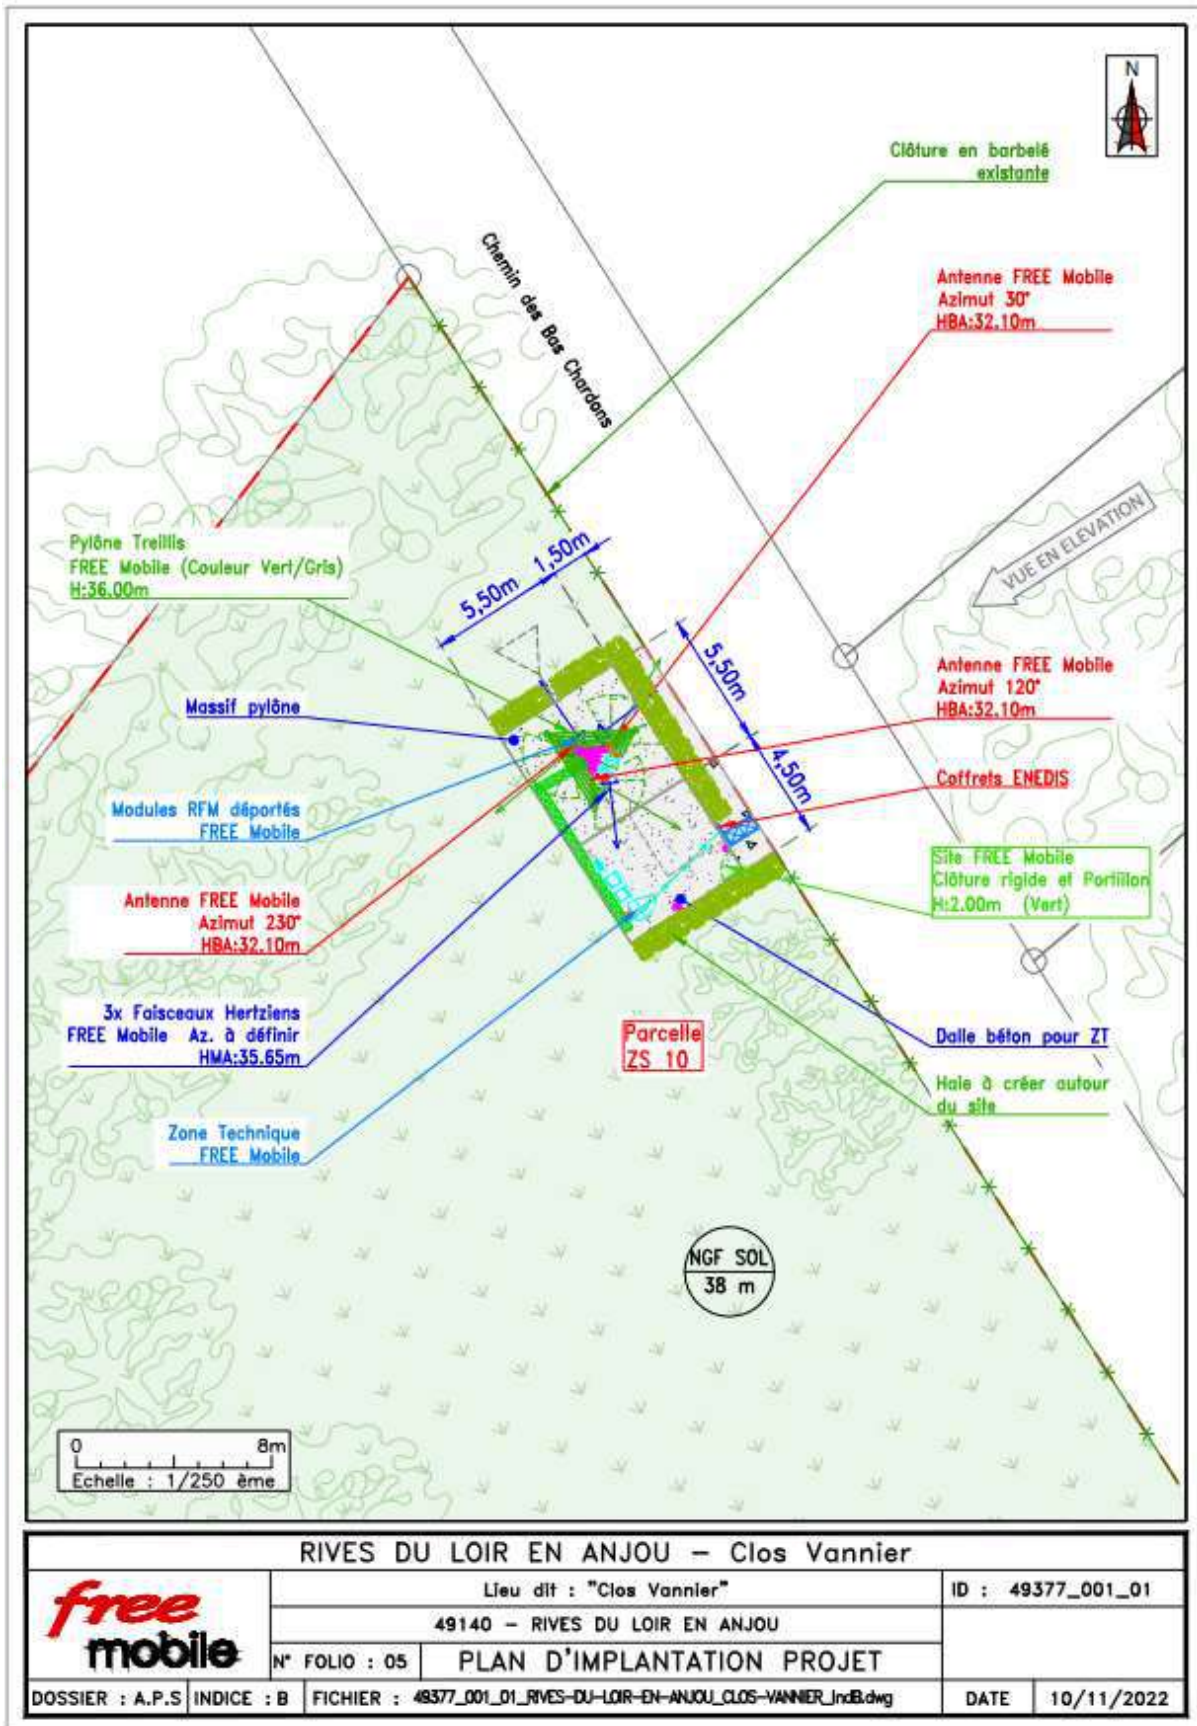 N
Clôture en barbelé
existante
Chemin des Bas Chardons
Antenne FREE Mobile
Azimut 30°
HBA:32.10m
VUE EN ELEVATION
Pylône Treillis
FREE Mobile (Couleur Vert/Gris)
H:36.00m
5,50m
1,50m
5,50m
4,50m
Massif pylône
Antenne FREE Mobile
Azimut 120°
HBA:32.10m
Coffrets ENEDIS
Modules RFM déportés
FREE Mobile
Site FREE Mobile
Clôture rigide et Portillon
H:2.00m (Vert)
Antenne FREE Mobile
Azimut 230°
HBA:32.10m
3x Faisceaux Hertziens
FREE Mobile Az. à définir
HMA:35.65m
Parcelle
ZS 10
Dalle béton pour ZT
Haie à créer autour
du site
Zone Technique
FREE Mobile
NGF SOL
38 m
0 8m
Echelle : 1/250 ème
RIVES DU LOIR EN ANJOU - Clos Vannier
free
mobile
Lieu dit : "Clos Vannier"
ID : 49377_001_01
49140 - RIVES DU LOIR EN ANJOU
N° FOLIO : 05
PLAN D'IMPLANTATION PROJET
DOSSIER : A.P.S
INDICE : B
FICHIER : 49377_001_01_RIVES-DU-LOIR-EN-ANJOU_CLOS-VANNIER_IndB.dwg
DATE
10/11/2022